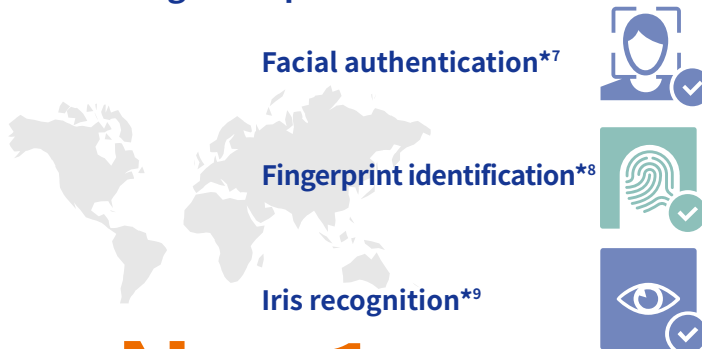 Facial authentication*7
Fingerprint identification*8
Iris recognition*9